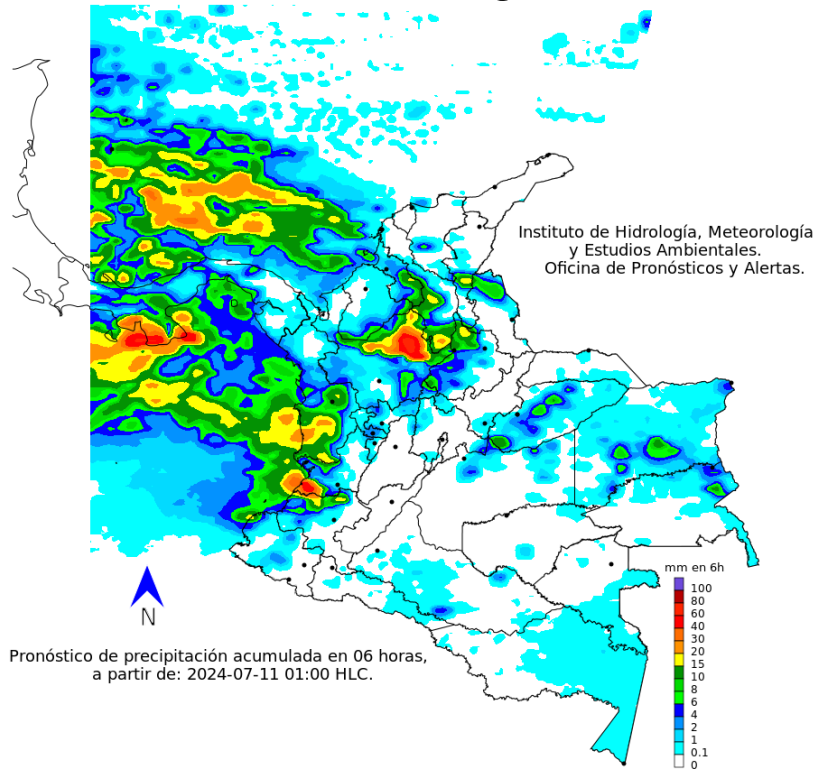 Instituto de Hidrología, Meteorología
y Estudios Ambientales.
Oficina de Pronósticos y Alertas.
mm en 6h
100
80
60
40
30
20
15
10
8
6
4
2
1
0.1
0
N
Pronóstico de precipitación acumulada en 06 horas,
a partir de: 2024-07-11 01:00 HLC.